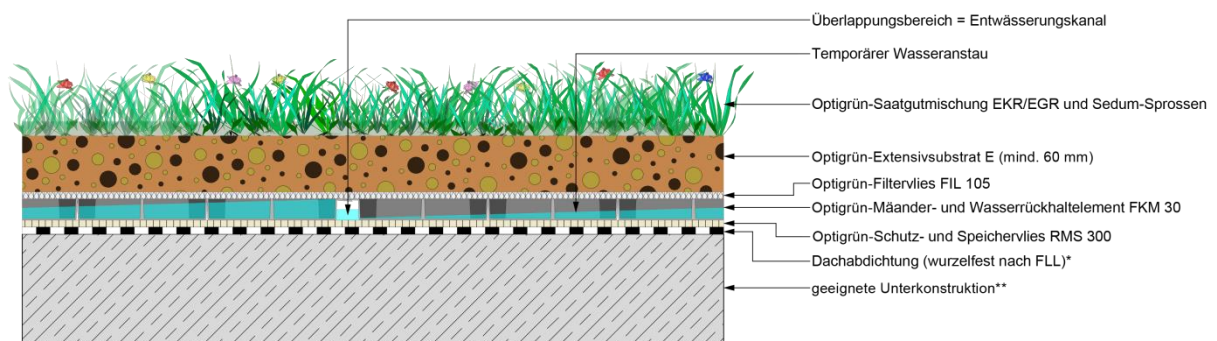 Überlappungsbereich = Entwässerungskanal
Temporärer Wasseranstau
Optigrün-Saatgutmischung EKR/EGR und Sedum-Sprossen
Optigrün-Extensivsubstrat E (mind. 60 mm)
Optigrün-Filtervlies FIL 105
Optigrün-Mäander- und Wasserrückhaltelement FKM 30
Optigrün-Schutz- und Speichervlies RMS 300
Dachabdichtung (wurzelfest nach FLL)*
geeignete Unterkonstruktion**